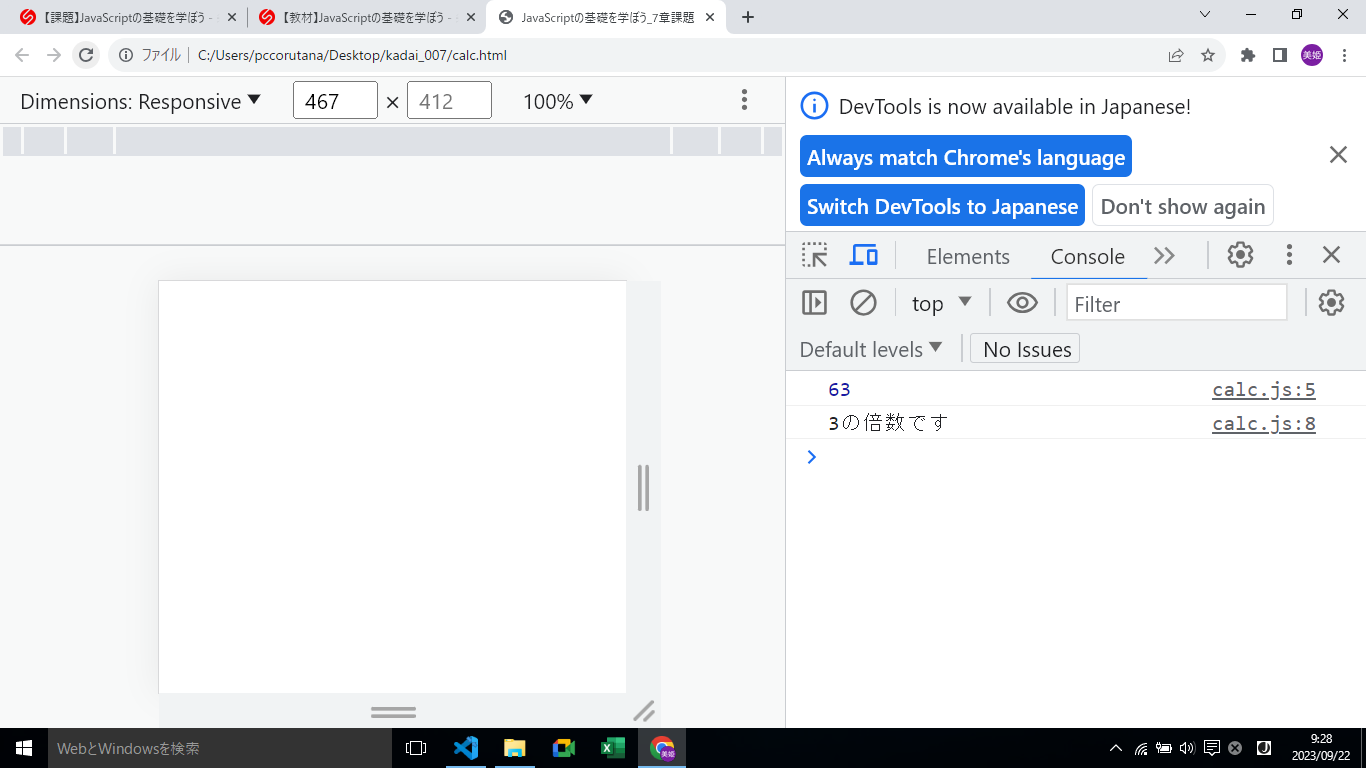 【課題】JavaScriptの基礎を学ぼう -
【教材】JavaScriptの基礎を学ぼう -
JavaScriptの基礎を学ぼう_7章課題
ファイル | C:/Users/pccorutana/Desktop/kadai_007/calc.html
美姫
Dimensions: Responsive 467 × 412 100%
DevTools is now available in Japanese!
Always match Chrome's language
Switch DevTools to Japanese Don't show again
Elements Console
top Filter
Default levels No Issues
63 calc.js:5
3の倍数です calc.js:8
WebとWindowsを検索
美姫
9:28
2023/09/22